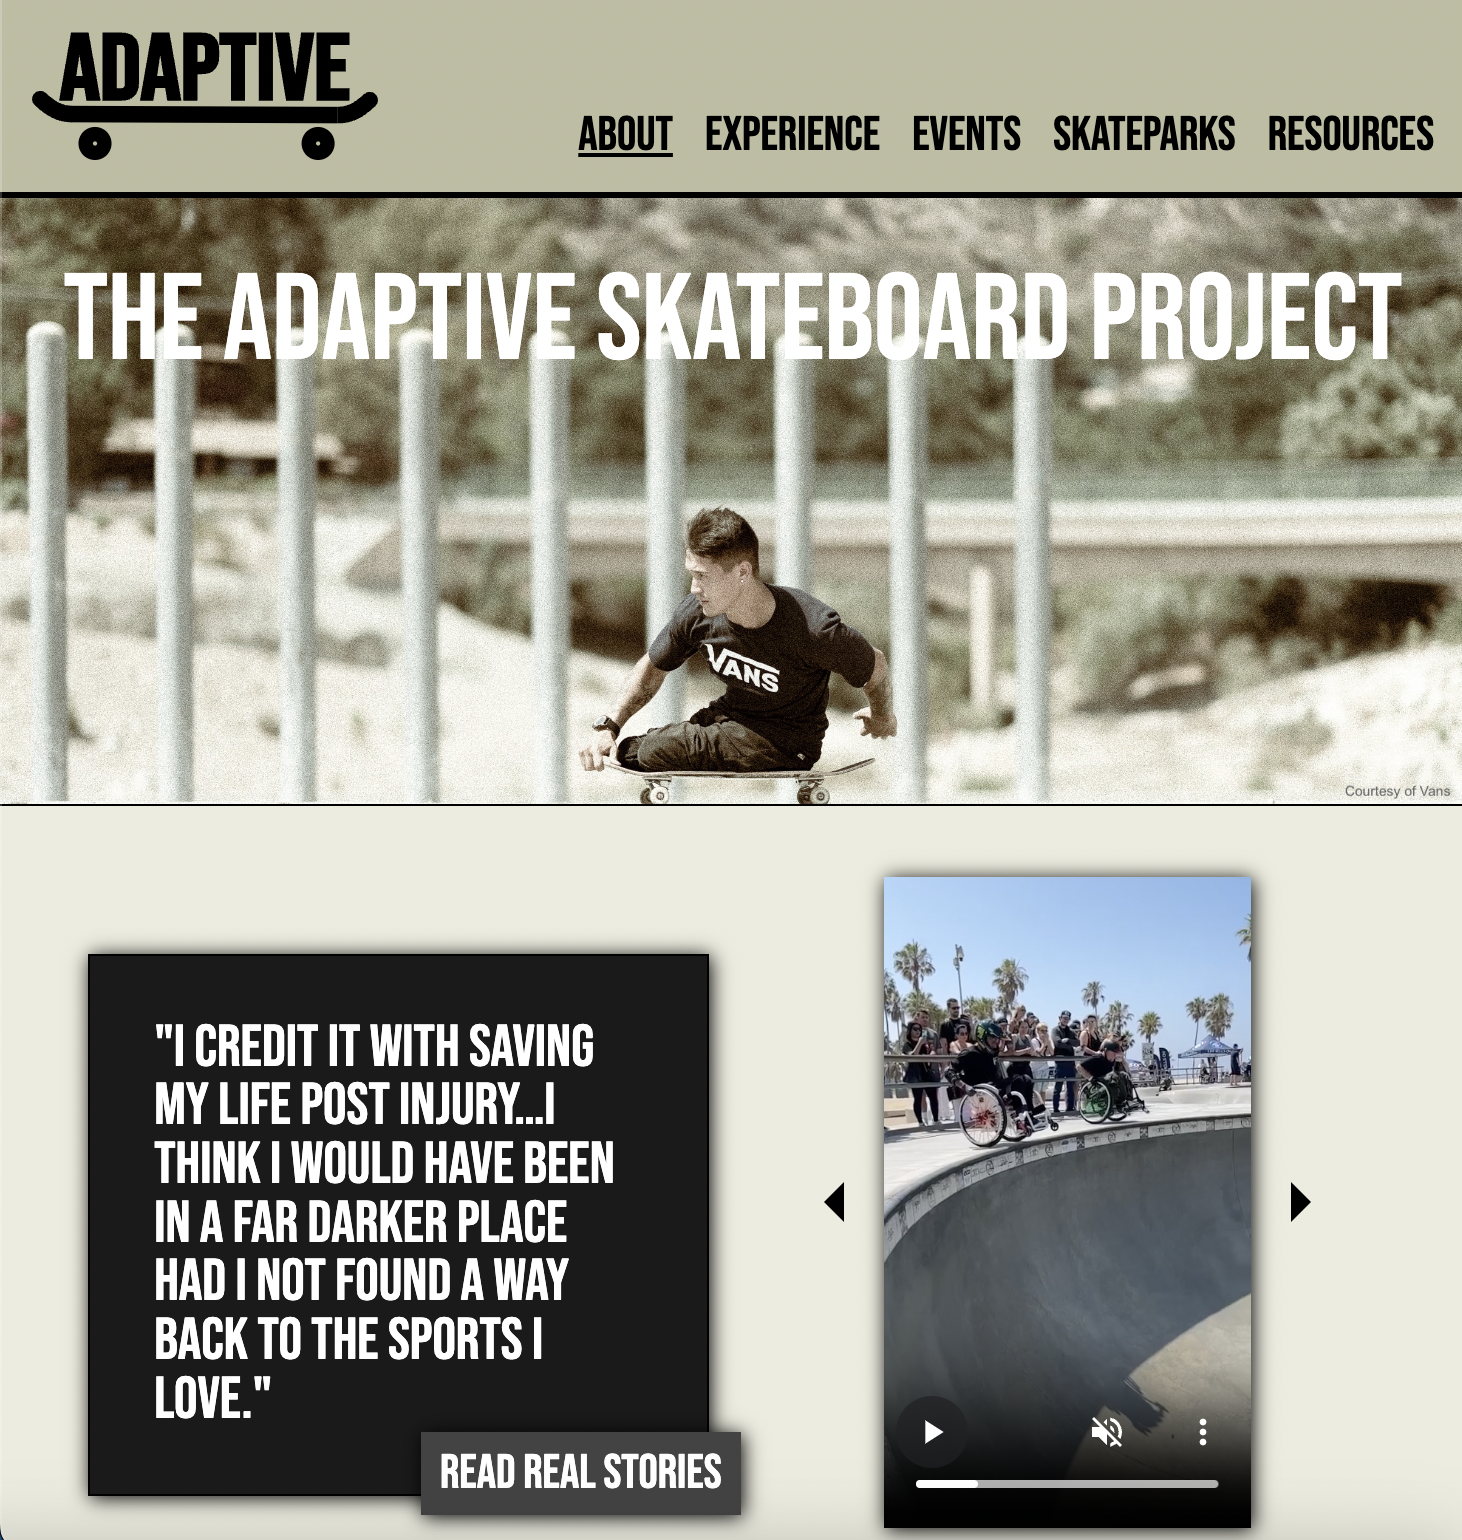 ADAPTIVE
ABOUT EXPERIENCE EVENTS SKATEPARKS RESOURCES
THE ADAPTIVE SKATEBOARD PROJECT
VANS
Courtesy of Vans
"I CREDIT IT WITH SAVING
MY LIFE POST INJURY...I
THINK I WOULD HAVE BEEN
IN A FAR DARKER PLACE
HAD I NOT FOUND A WAY
BACK TO THE SPORTS I
LOVE."
READ REAL STORIES